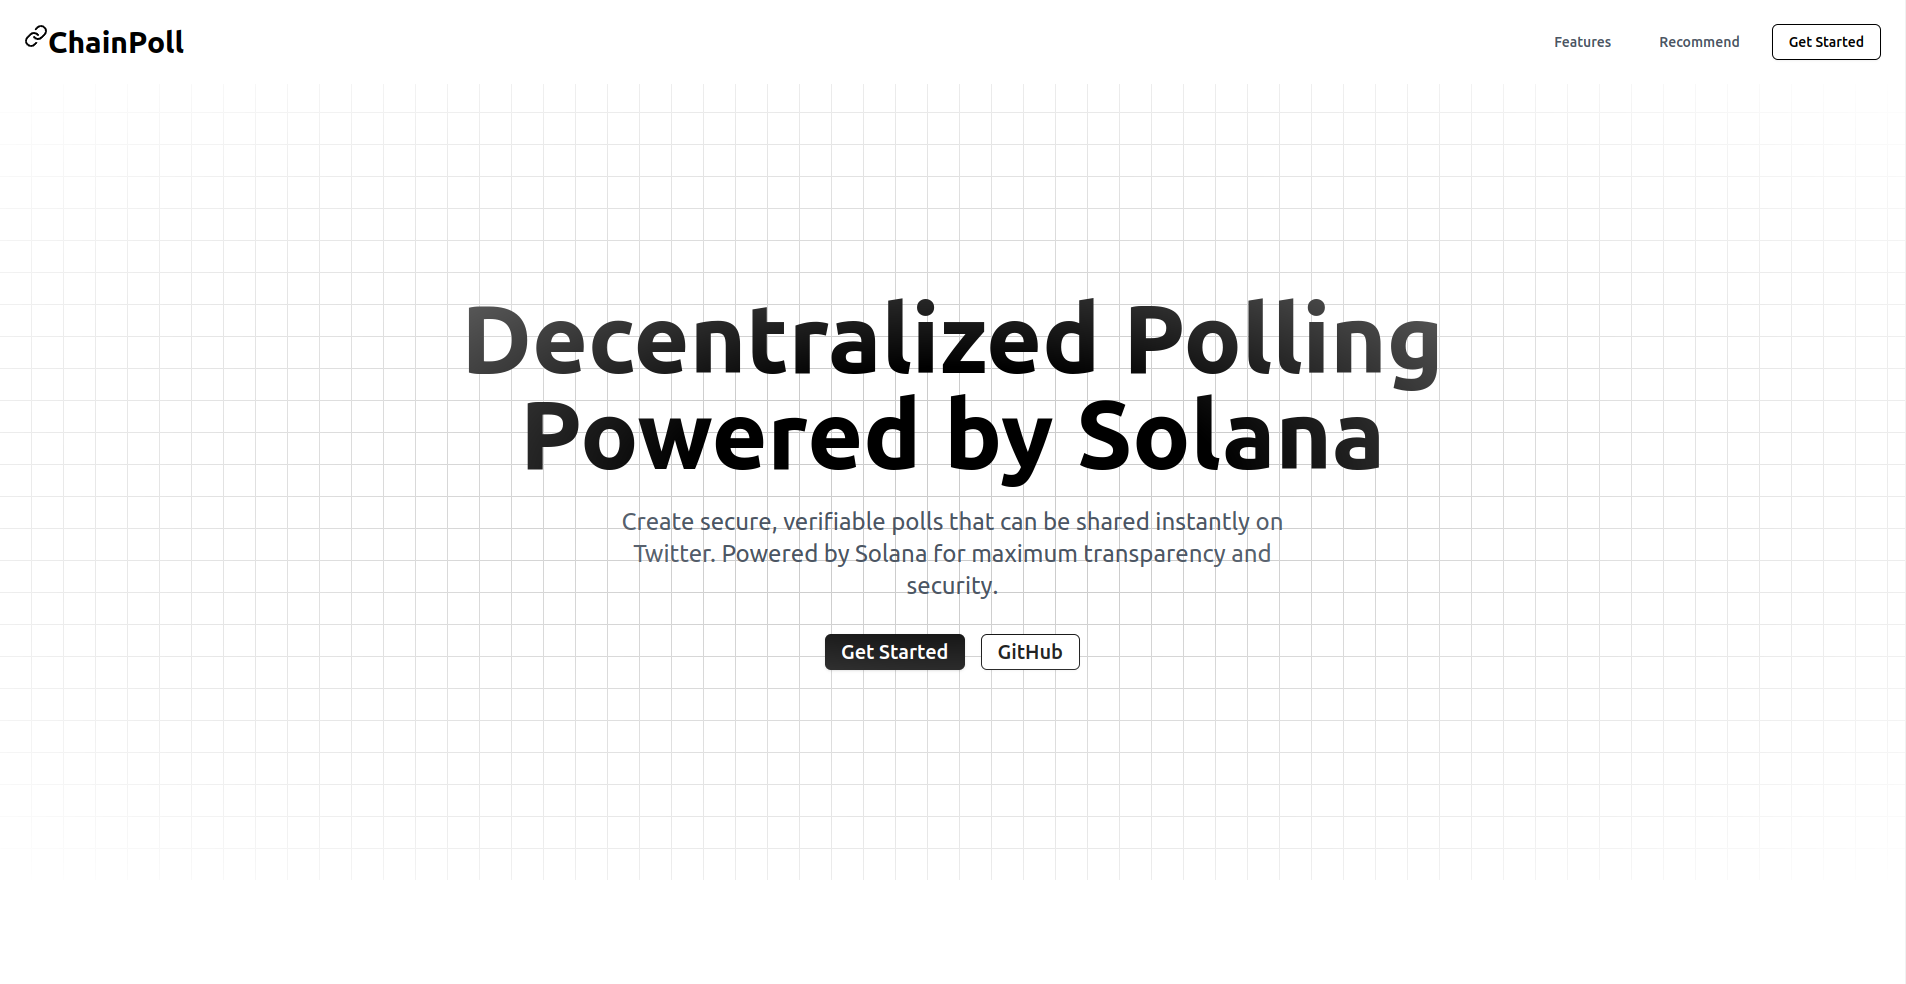 ChainPoll
Features
Recommend
Get Started
Decentralized Polling
Powered by Solana
Create secure, verifiable polls that can be shared instantly on
Twitter. Powered by Solana for maximum transparency and
security.
Get Started
GitHub